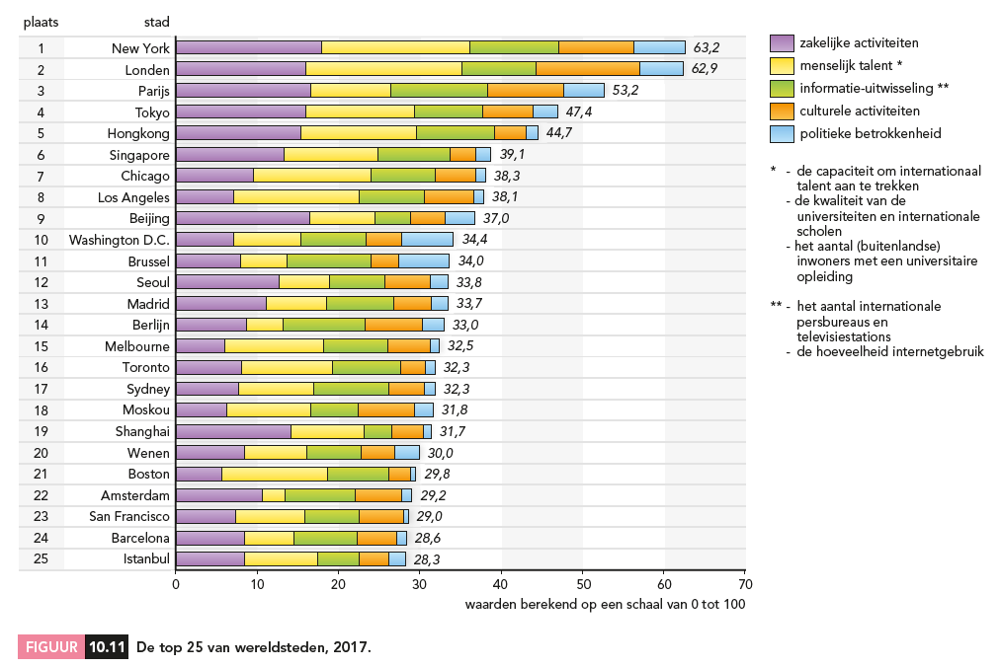 plaats stad
1 New York 63,2
2 Londen 62,9
3 Parijs 53,2
4 Tokyo 47,4
5 Hongkong 44,7
6 Singapore 39,1
7 Chicago 38,3
8 Los Angeles 38,1
9 Beijing 37,0
10 Washington D.C. 34,4
11 Brussel 34,0
12 Seoul 33,8
13 Madrid 33,7
14 Berlijn 33,0
15 Melbourne 32,5
16 Toronto 32,3
17 Sydney 32,3
18 Moskou 31,8
19 Shanghai 31,7
20 Wenen 30,0
21 Boston 29,8
22 Amsterdam 29,2
23 San Francisco 29,0
24 Barcelona 28,6
25 Istanbul 28,3
0 10 20 30 40 50 60 70
waarden berekend op een schaal van 0 tot 100
zakelijke activiteiten
menselijk talent *
informatie-uitwisseling **
culturele activiteiten
politieke betrokkenheid
* - de capaciteit om internationaal
talent aan te trekken
- de kwaliteit van de
universiteiten en internationale
scholen
- het aantal (buitenlandse)
inwoners met een universitaire
opleiding
** - het aantal internationale
persbureaus en
televisiestations
- de hoeveelheid internetgebruik
FIGUUR 10.11 De top 25 van wereldsteden, 2017.